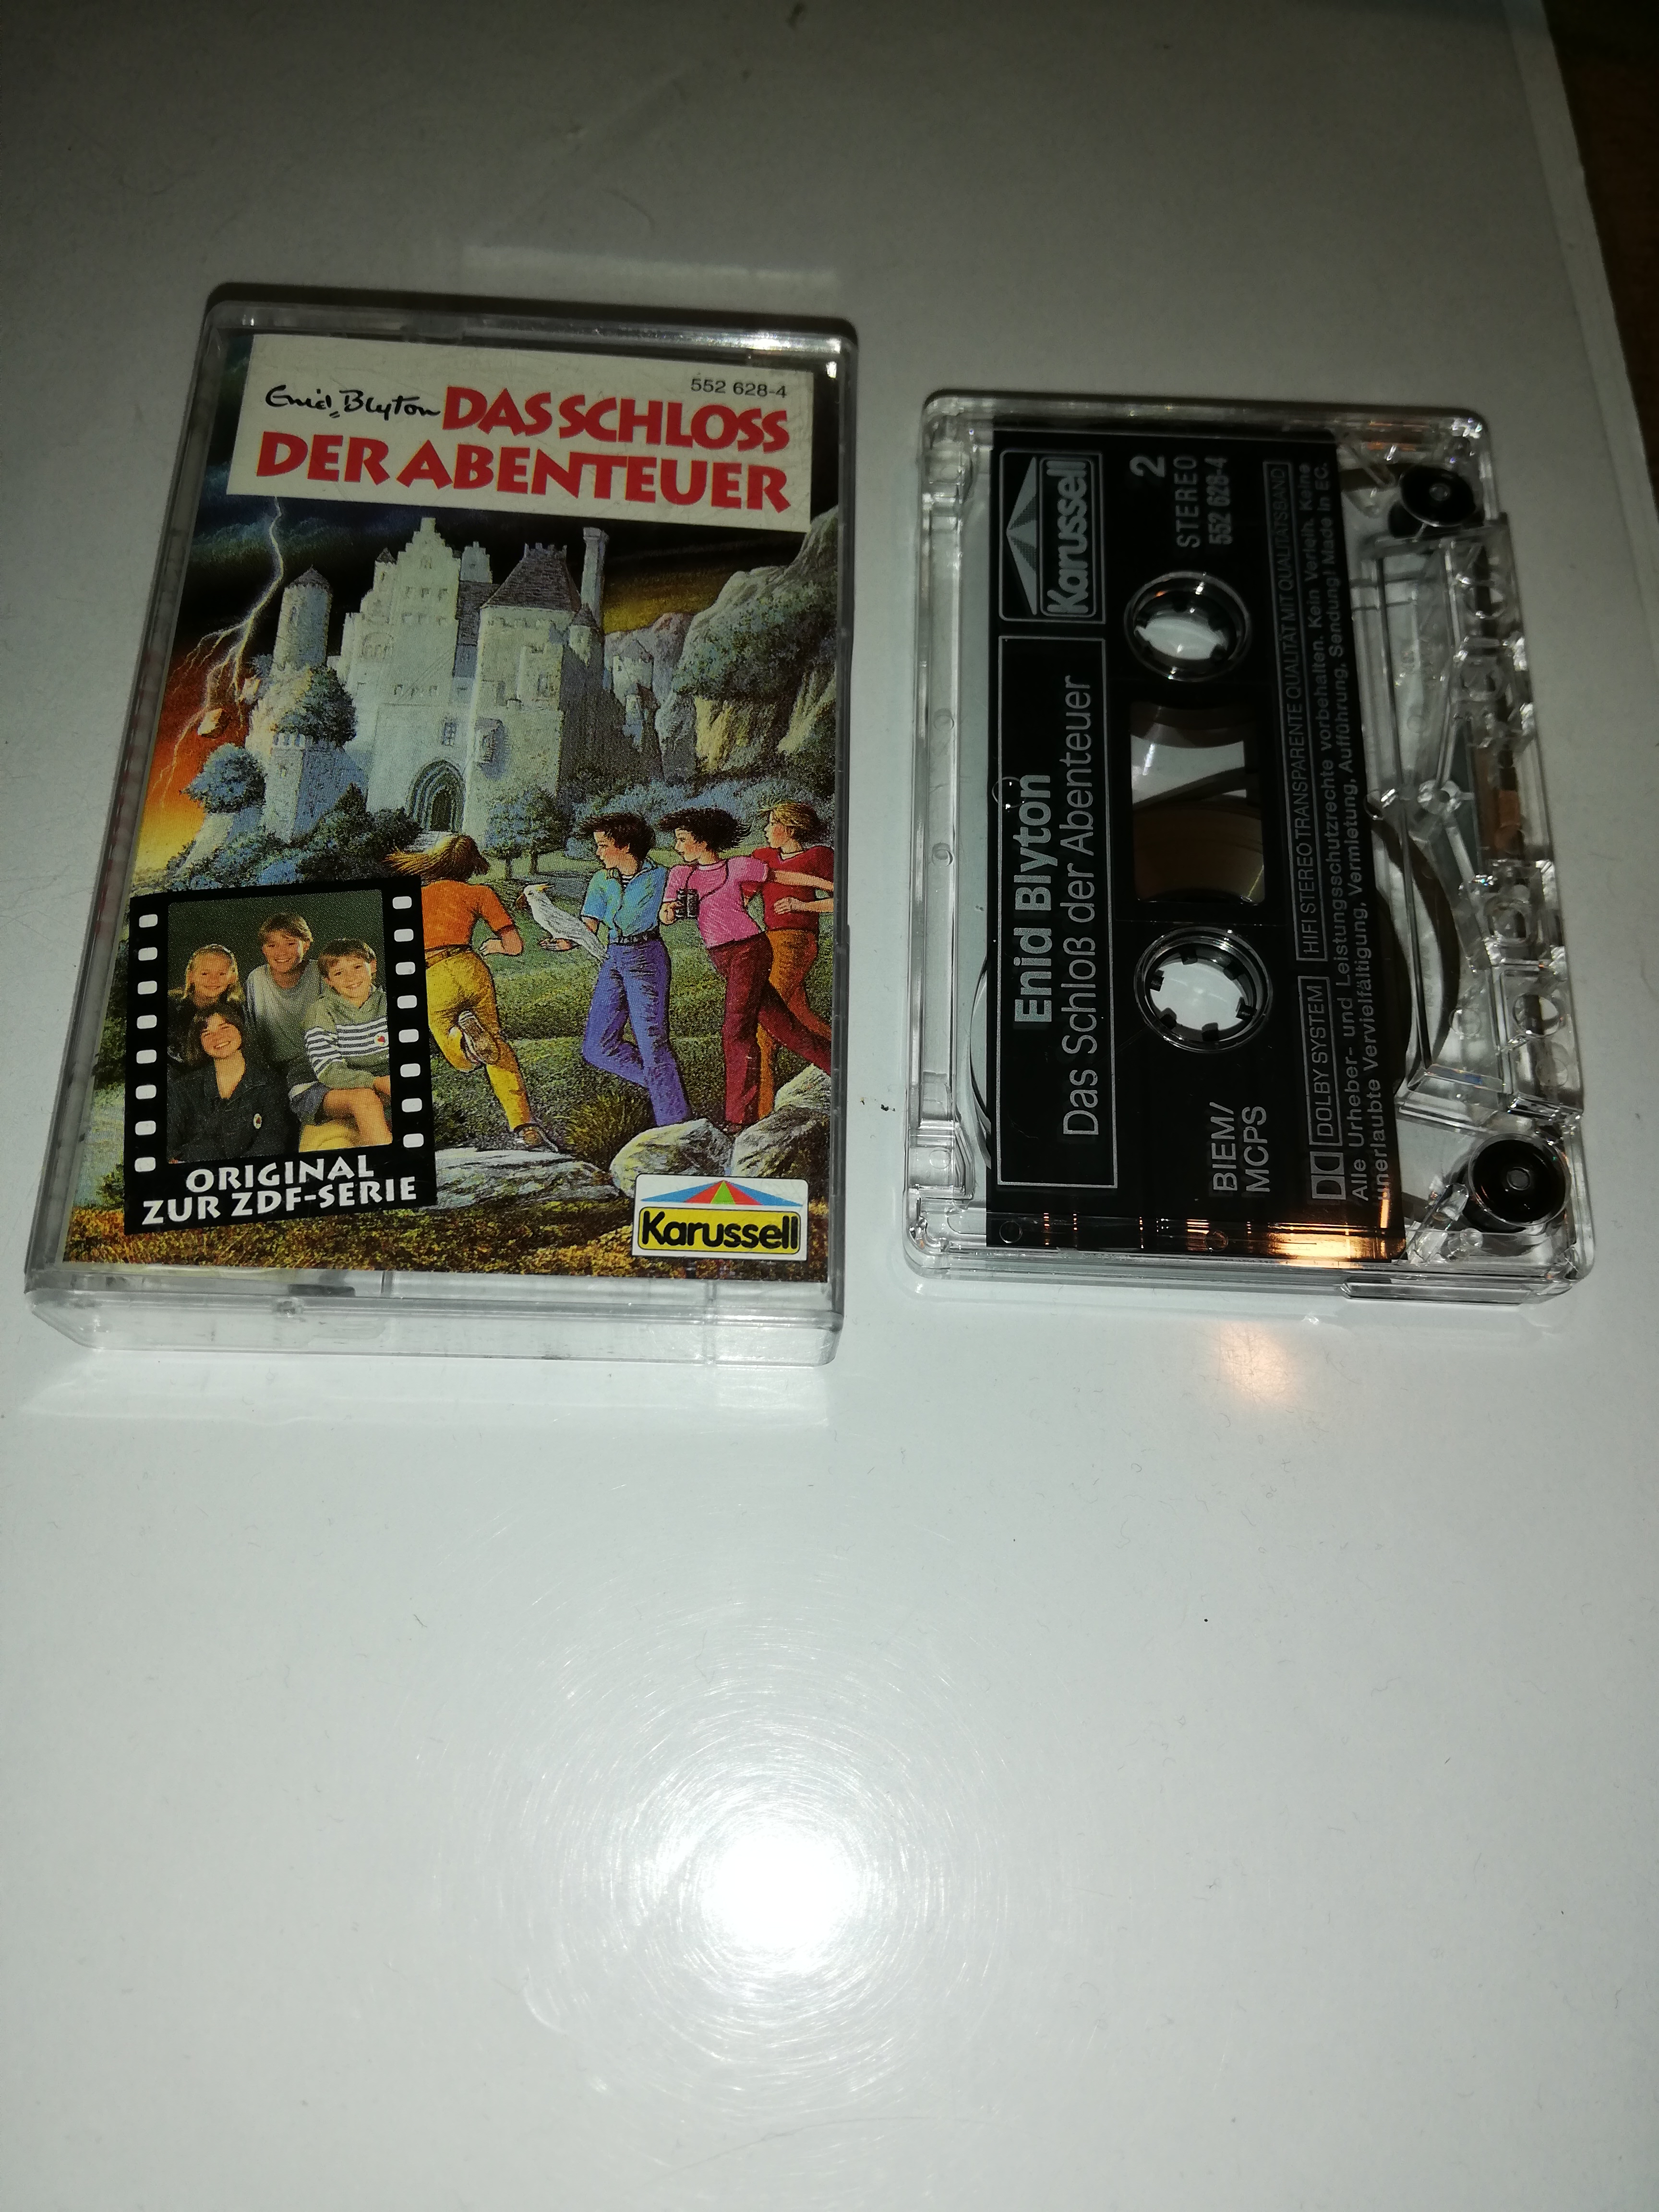 552 628-4
Enid Blyton DAS SCHLOSS
DER ABENTEUER
ORIGINAL
ZUR ZDF-SERIE
Karussell
Karussell
Enid Blyton
Das Schloß der Abenteuer
2
STEREO
552 628-4
BIEM/
MCPS
DOLBY SYSTEM HIFI STEREO TRANSPARENTE QUALITÄT MIT QUALITÄTSBAND
Alle Urheber- und Leistungsschutzrechte vorbehalten. Kein Verleih. Keine
unerlaubte Vervielfältigung, Vermietung, Aufführung, Sendung! Made in EC.